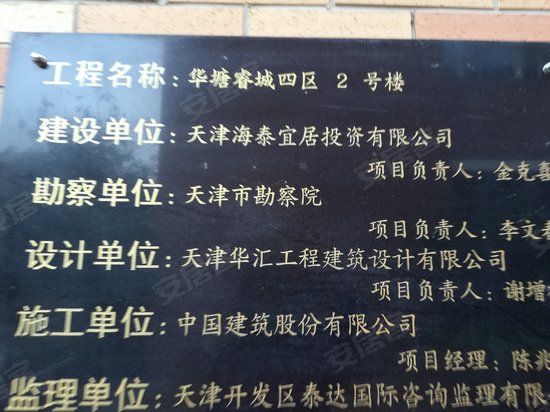 工程名称：华塘睿城四区 2 号楼
建设单位：天津海泰宜居投资有限公司
项目负责人：金克
勘察单位：天津市勘察院
项目负责人：李文
设计单位：天津华汇工程建筑设计有限公司
项目负责人：谢增
施工单位：中国建筑股份有限公司
项目经理：陈兆
监理单位：天津开发区泰达国际咨询监理有限